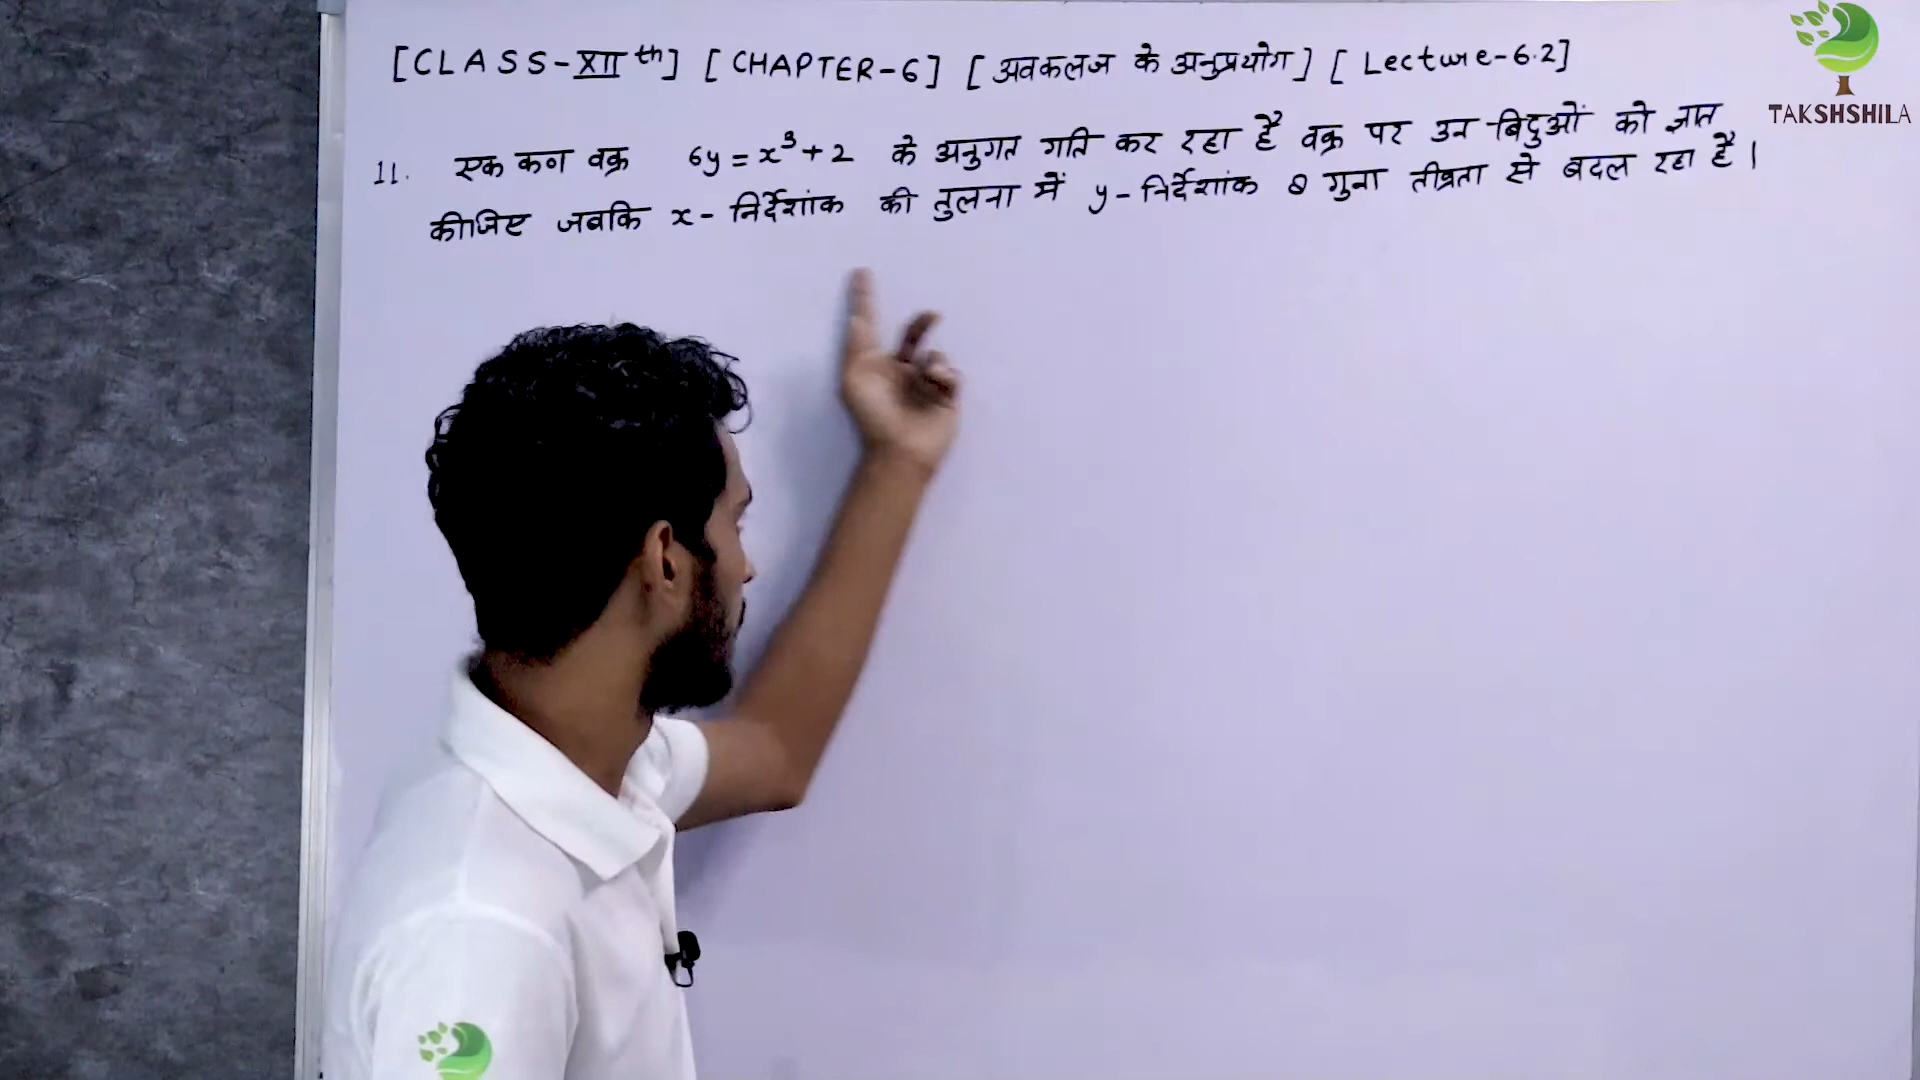 [CLASS-XIIth] [CHAPTER-6] [अवकलज के अनुप्रयोग] [Lecture-6.2]
TAKSHSHILA
11. एक कण वक्र 6y = x³ + 2 के अनुगत गति कर रहा है वक्र पर उन बिंदुओं को ज्ञात
कीजिए जबकि x - निर्देशांक की तुलना में y - निर्देशांक 8 गुना तीव्रता से बदल रहा है।